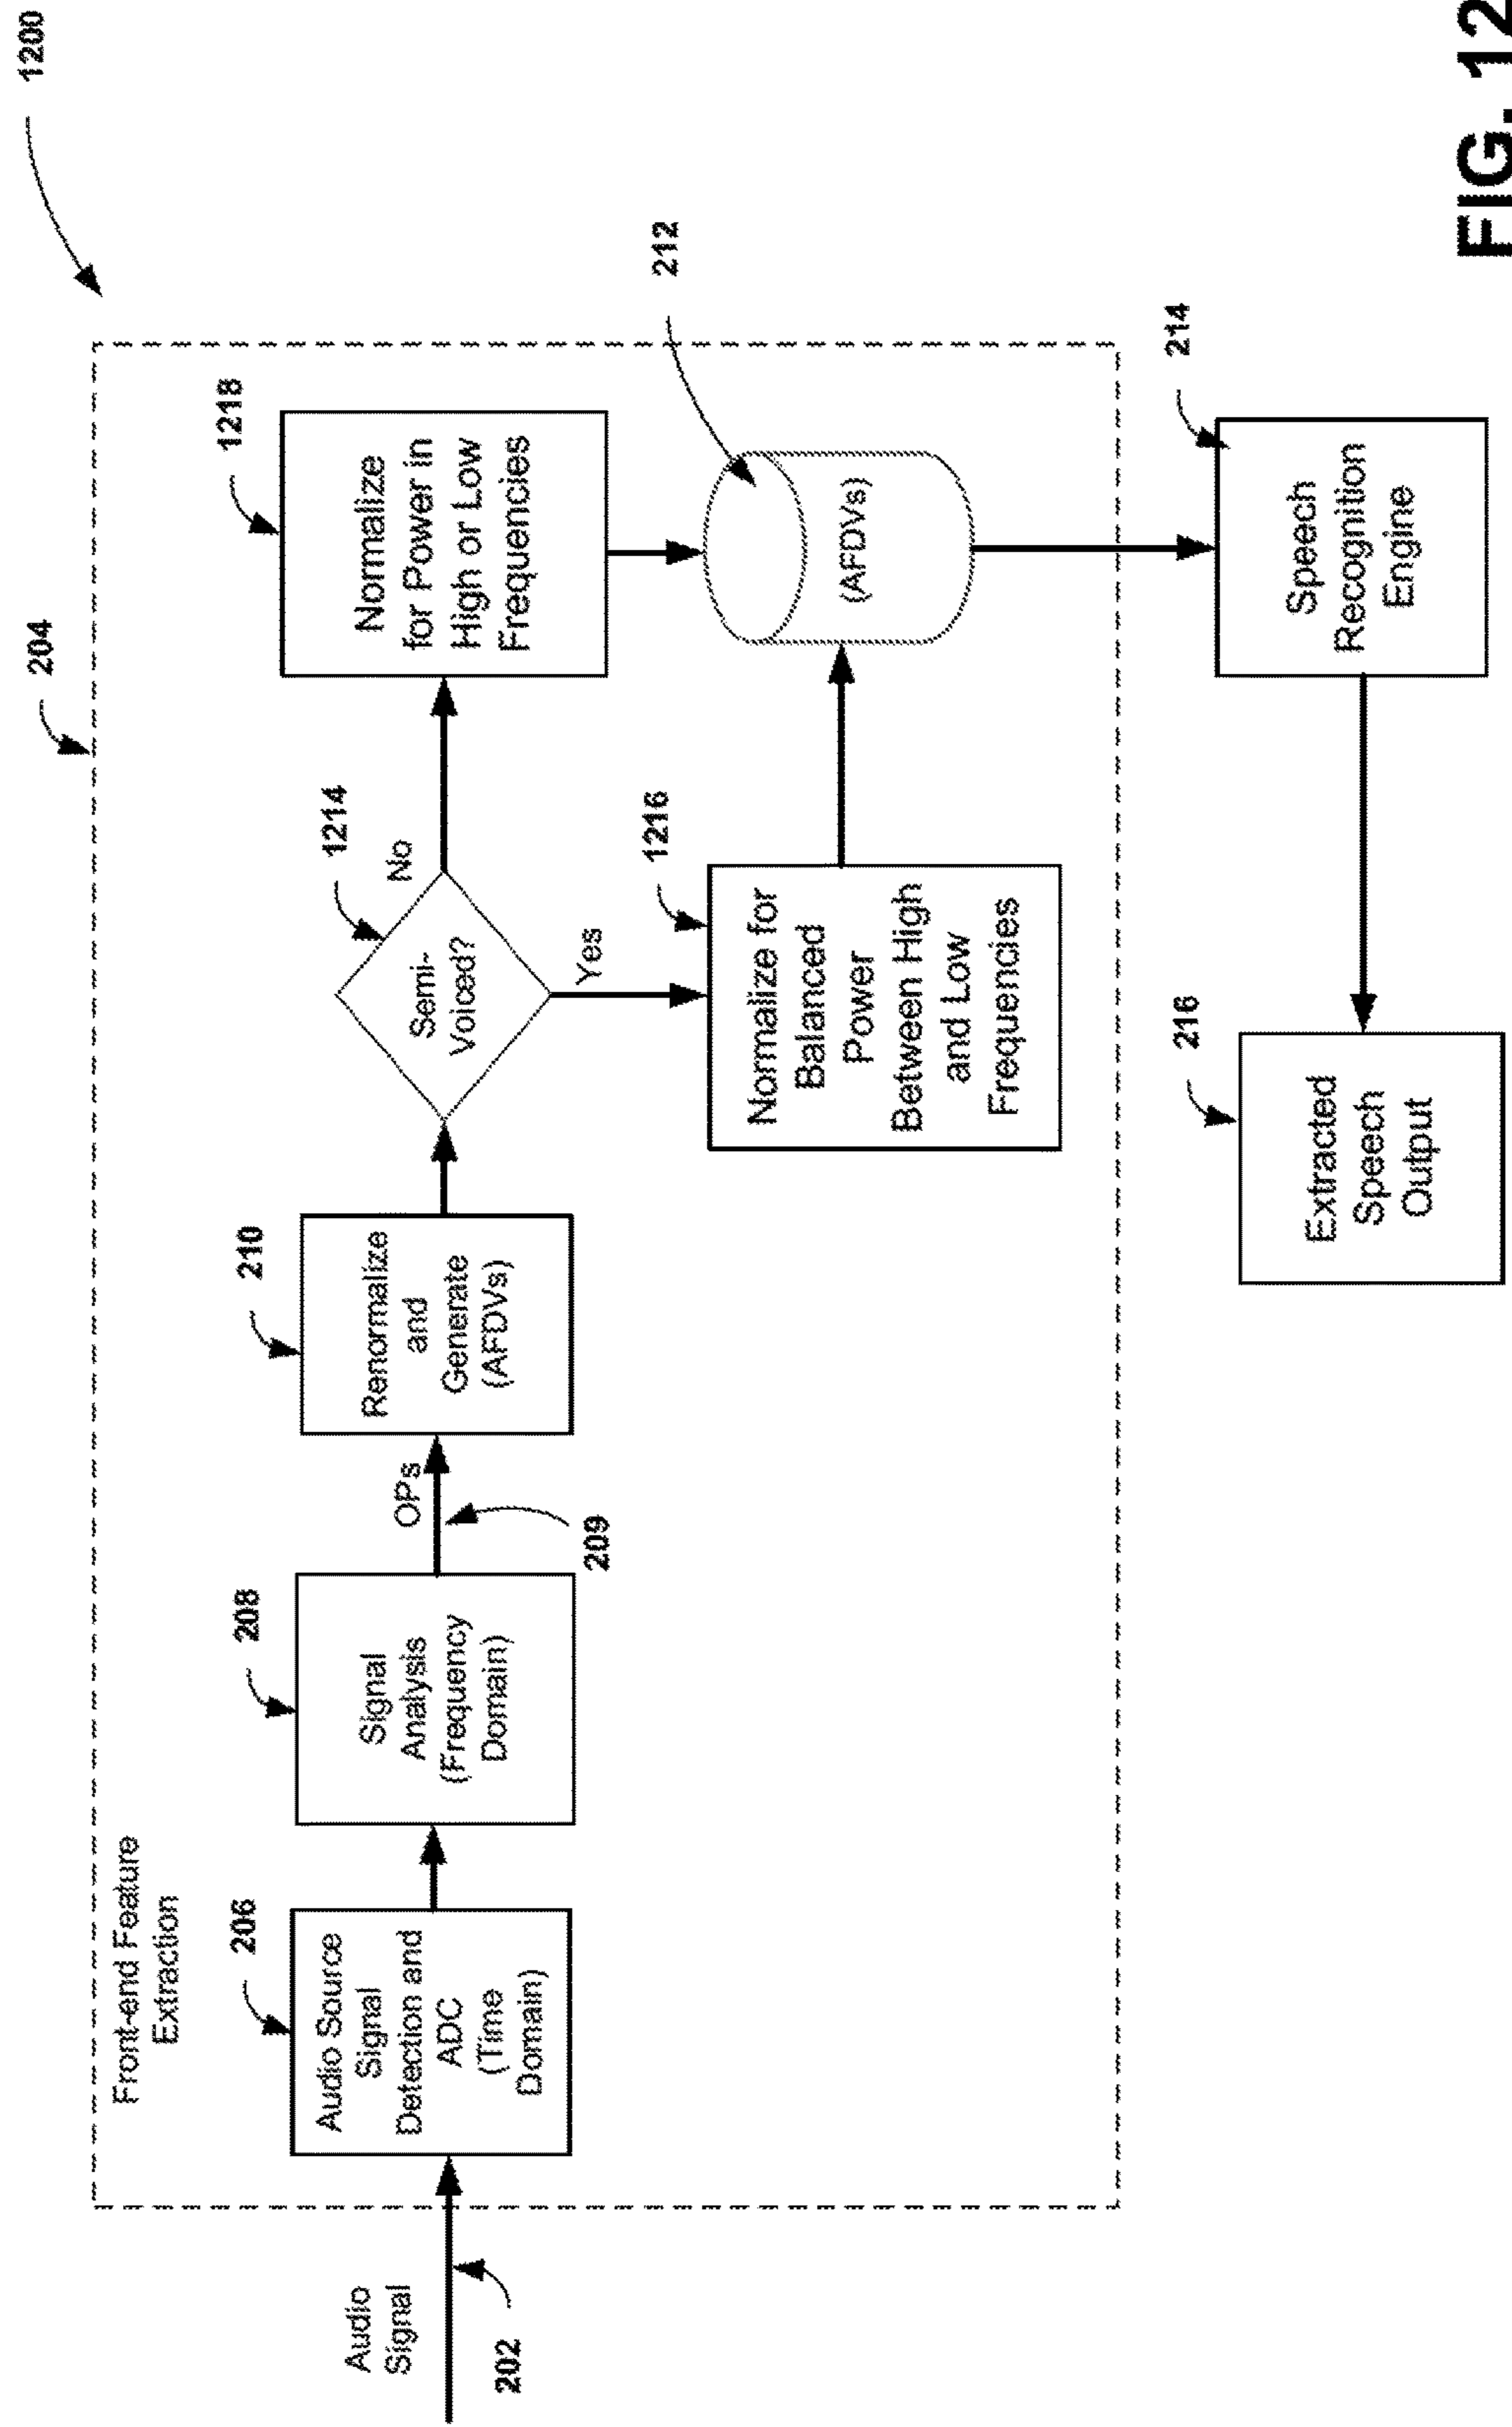 1200
204
Front-end Feature
Extraction
Audio
Signal
202
206
Audio Source
Signal
Detection and
ADC
(Time
Domain)
208
Signal
Analysis
(Frequency
Domain)
OPs
209
210
Renormalize
and
Generate
(AFDVs)
1214
Semi-
Voiced?
No
Yes
1218
Normalize
for Power in
High or Low
Frequencies
1216
Normalize for
Balanced
Power
Between High
and Low
Frequencies
212
(AFDVs)
214
Speech
Recognition
Engine
216
Extracted
Speech
Output
FIG. 12